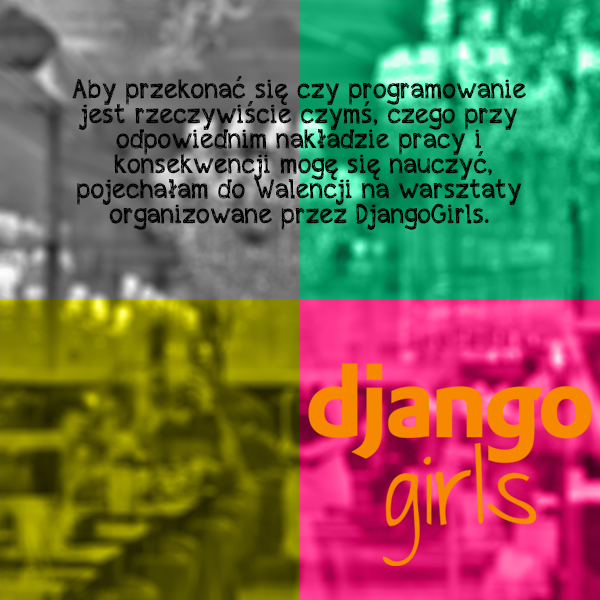 Aby przekonać się czy programowanie
jest rzeczywiście czymś, czego przy
odpowiednim nakładzie pracy i
konsekwencji mogę się nauczyć,
pojechałam do Walencji na warsztaty
organizowane przez DjangoGirls.
django
girls